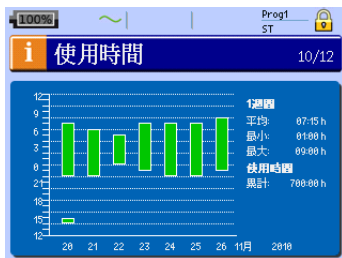 100%
Prog1
ST
i 使用時間 10/12
12
9
6
3
0
21
18
15
12
20 21 22 23 24 25 26 11月 2010
1週間
平均: 07:15 h
最小: 01:00 h
最大: 09:00 h
使用時間
累計: 700:00 h